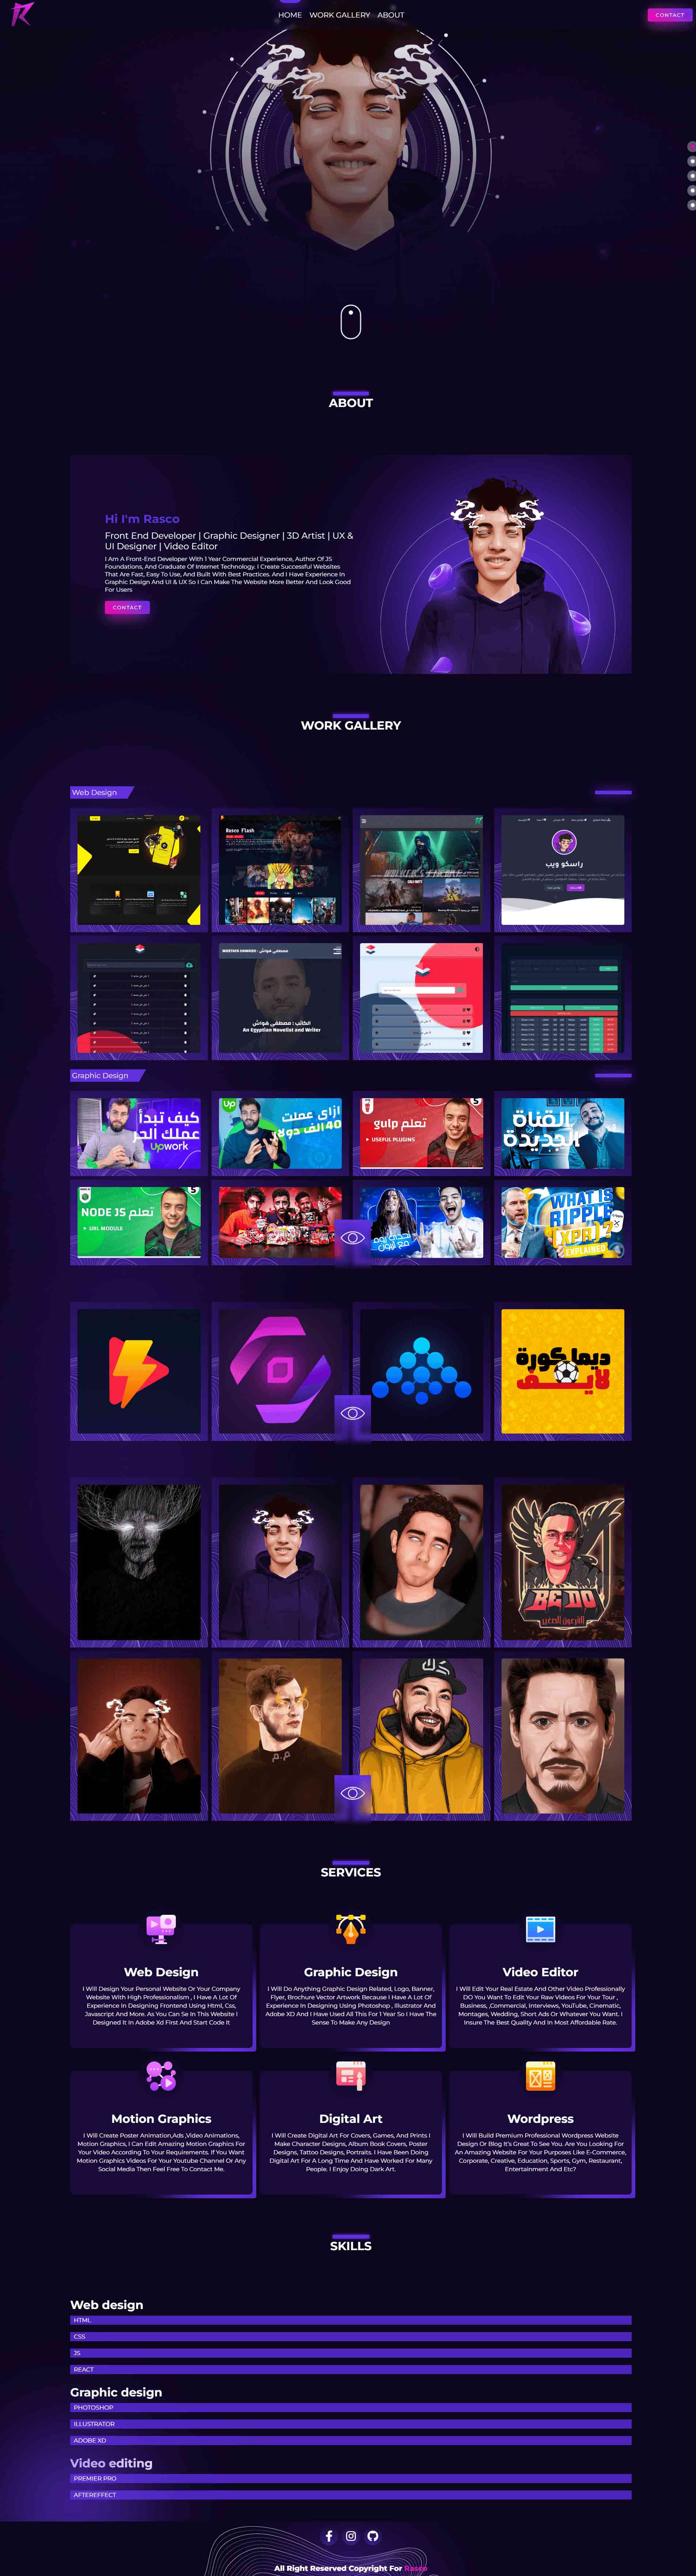 HOME WORK GALLERY ABOUT
CONTACT
ABOUT
Hi I'm Rasco
Front End Developer | Graphic Designer | 3D Artist | UX &
UI Designer | Video Editor
I Am A Front-End Developer With 1 Year Commercial Experience, Author Of JS
Foundations, And Graduate Of Internet Technology. I Create Successful Websites
That Are Fast, Easy To Use, And Built With Best Practices. And I Have Experience In
Graphic Design And UI & UX So I Can Make The Website More Better And Look Good
For Users
CONTACT
WORK GALLERY
Web Design
Rasco Flash
راسكو ويب
MOSTAFA HAWASH - مصطفي هواش
الكاتب : مصطفي هواش
An Egyptian Novelist and Writer
Graphic Design
كيف تبدأ
عملك الحر
upwork
Up
ازاى عملت
40 الف دولار
تعلم gulp
USEFUL PLUGINS
القناة
الجديدة
تعلم NODE JS
URL MODULE
WHAT IS
RIPPLE
(XPR)?
EXPLAINED
ديما كورة
لايف
BEDO
م.م
SERVICES
Web Design
I Will Design Your Personal Website Or Your Company
Website With High Professionalism , I Have A Lot Of
Experience In Designing Frontend Using Html, Css,
Javascript And More. As You Can Se In This Website I
Designed It In Adobe Xd First And Start Code It
Graphic Design
I Will Do Anything Graphic Design Related, Logo, Banner,
Flyer, Brochure Vector Artwork Because I Have A Lot Of
Experience In Designing Using Photoshop , Illustrator And
Adobe XD And I Have Used All This For 1 Year So I Have The
Sense To Make Any Design
Video Editor
I Will Edit Your Real Estate And Other Video Professionally
DO You Want To Edit Your Raw Videos For Your Tour ,
Business, ,Commercial, Interviews, YouTube, Cinematic,
Montages, Wedding, Short Ads Or Whatever You Want. I
Insure The Best Quality And In Most Affordable Rate.
Motion Graphics
I Will Create Poster Animation,Ads ,Video Animations,
Motion Graphics, I Can Edit Amazing Motion Graphics For
Your Video According To Your Requirements. If You Want
Motion Graphics Videos For Your Youtube Channel Or Any
Social Media Then Feel Free To Contact Me.
Digital Art
I Will Create Digital Art For Covers, Games, And Prints I
Make Character Designs, Album Book Covers, Poster
Designs, Tattoo Designs, Portraits. I Have Been Doing
Digital Art For A Long Time And Have Worked For Many
People. I Enjoy Doing Dark Art.
Wordpress
I Will Build Premium Professional Wordpress Website
Design Or Blog It's Great To See You. Are You Looking For
An Amazing Website For Your Purposes Like E-Commerce,
Corporate, Creative, Education, Sports, Gym, Restaurant,
Entertainment And Etc?
SKILLS
Web design
HTML
CSS
JS
REACT
Graphic design
PHOTOSHOP
ILLUSTRATOR
ADOBE XD
Video editing
PREMIER PRO
AFTEREFFECT
All Right Reserved Copyright For Rasco